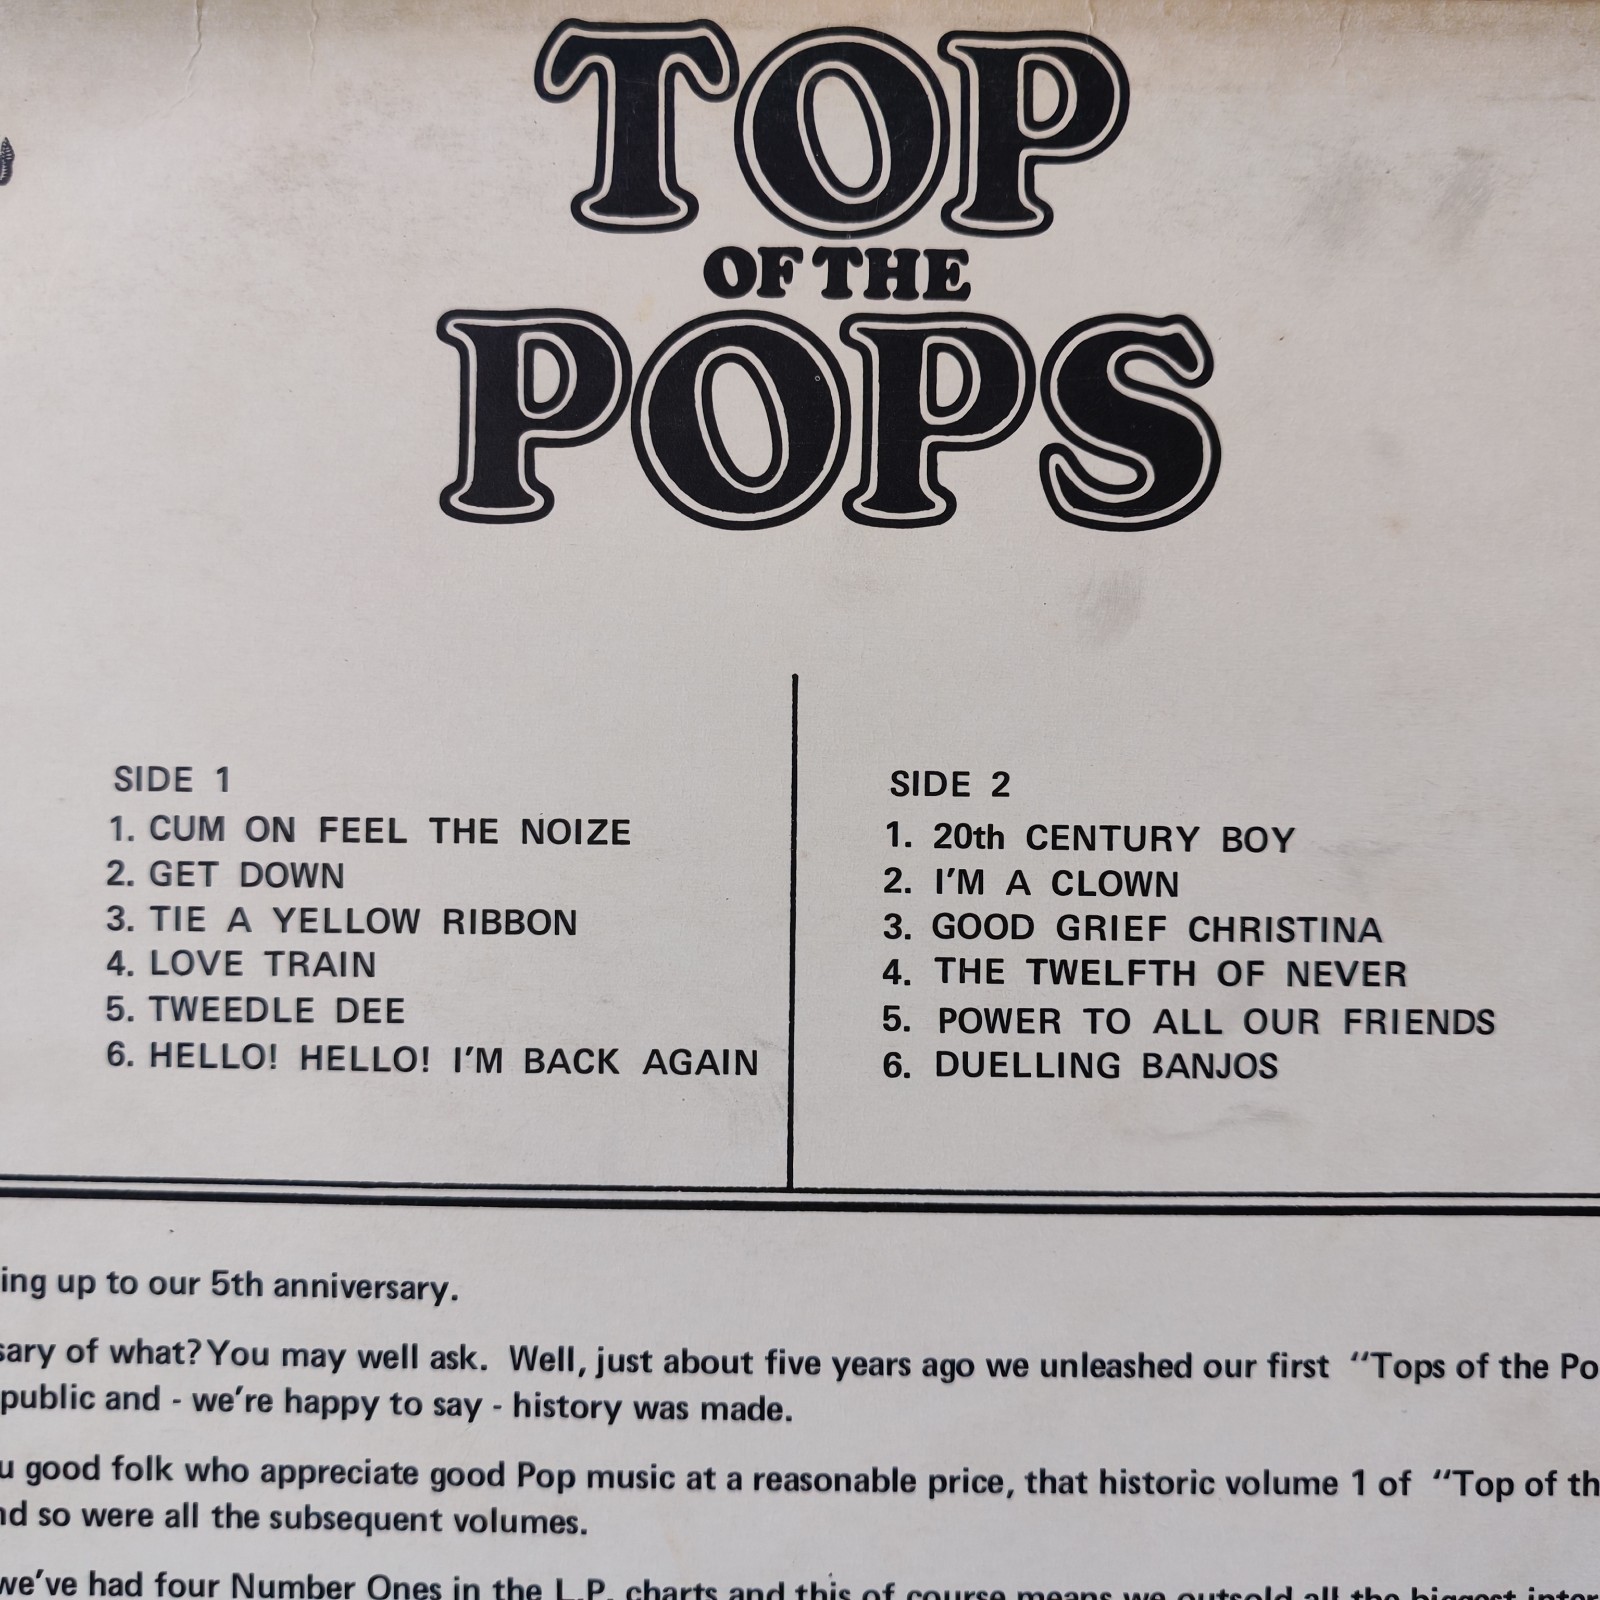 TOP
OF THE
POPS
SIDE 1
1. CUM ON FEEL THE NOIZE
2. GET DOWN
3. TIE A YELLOW RIBBON
4. LOVE TRAIN
5. TWEEDLE DEE
6. HELLO! HELLO! I'M BACK AGAIN
SIDE 2
1. 20th CENTURY BOY
2. I'M A CLOWN
3. GOOD GRIEF CHRISTINA
4. THE TWELFTH OF NEVER
5. POWER TO ALL OUR FRIENDS
6. DUELLING BANJOS
ing up to our 5th anniversary.
sary of what? You may well ask. Well, just about five years ago we unleashed our first "Tops of the Po
public and - we're happy to say - history was made.
u good folk who appreciate good Pop music at a reasonable price, that historic volume 1 of "Top of th
nd so were all the subsequent volumes.
we've had four Number Ones in the L.P. charts and this of course means we outsold all the biggest inter